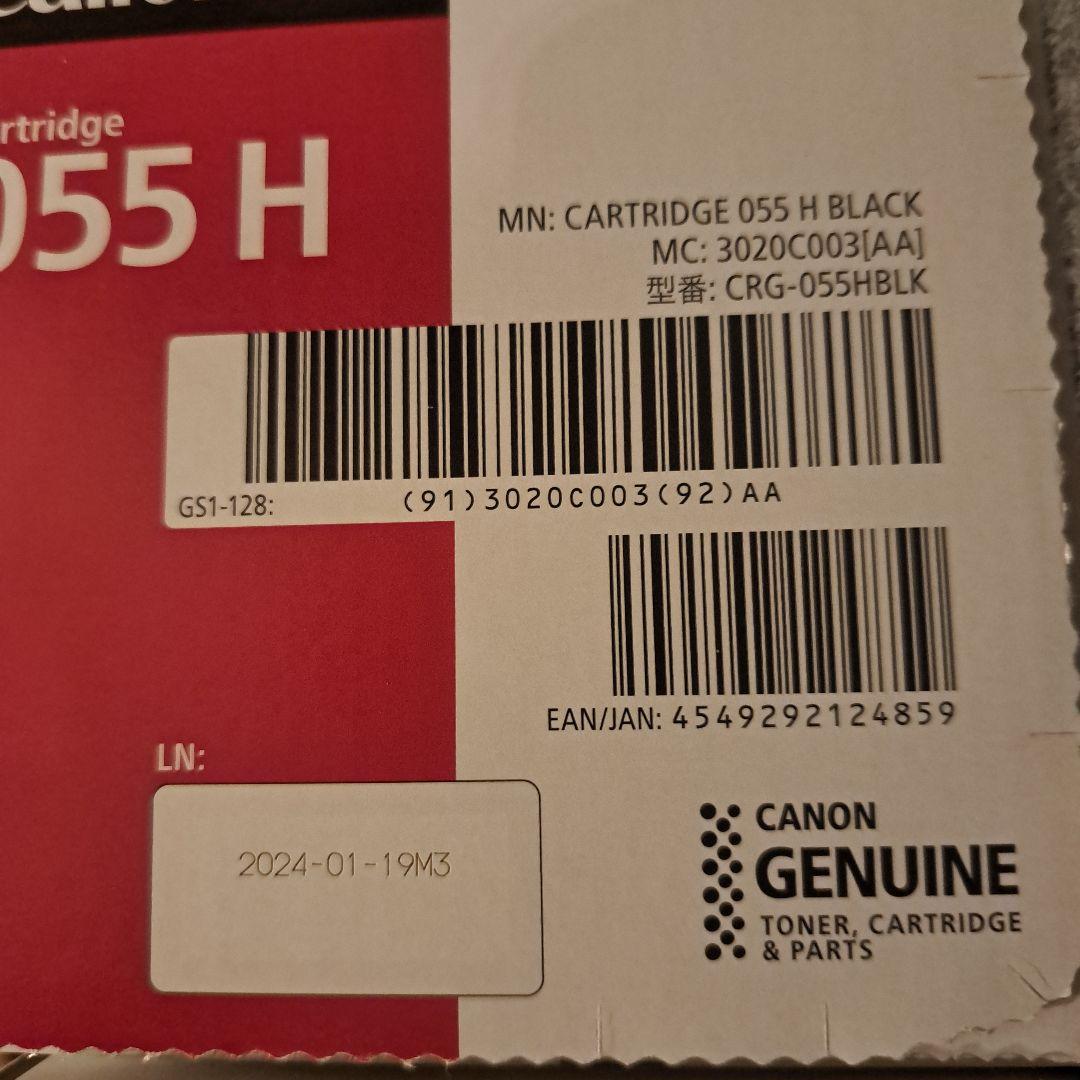 Cartridge
055 H
MN: CARTRIDGE 055 H BLACK
MC: 3020C003[AA]
型番: CRG-055HBLK
GS1-128: (91)3020C003(92)AA
EAN/JAN: 4549292124859
LN:
2024-01-19M3
CANON
GENUINE
TONER, CARTRIDGE
& PARTS